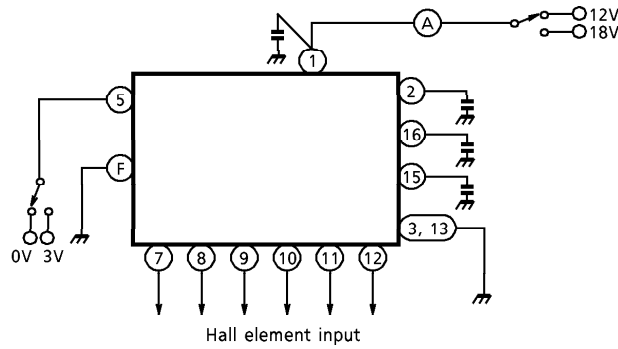 A
12V
18V
1
5
2
16
F
15
3, 13
0V 3V
7 8 9 10 11 12
Hall element input